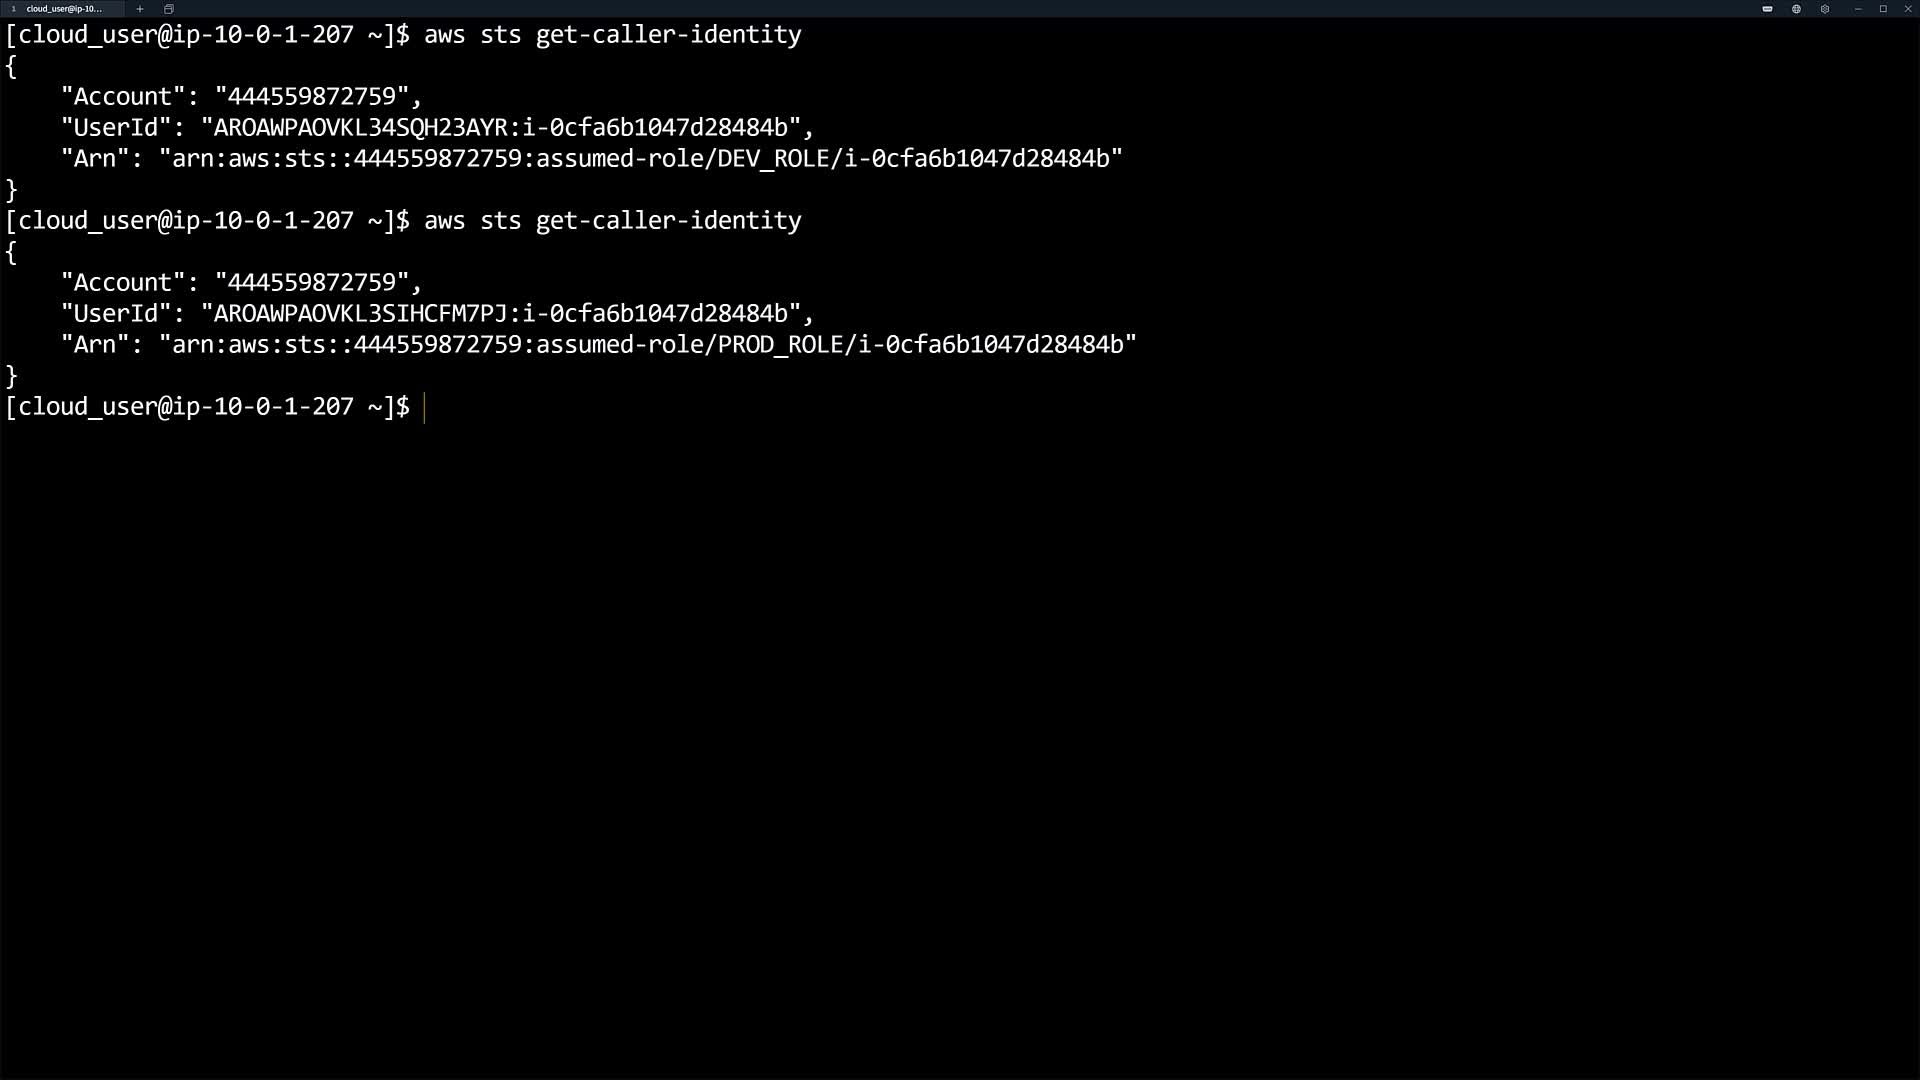 1 cloud_user@ip-10...
[cloud_user@ip-10-0-1-207 ~]$ aws sts get-caller-identity
{
    "Account": "444559872759",
    "UserId": "AROAWPAOVKL34SQH23AYR:i-0cfa6b1047d28484b",
    "Arn": "arn:aws:sts::444559872759:assumed-role/DEV_ROLE/i-0cfa6b1047d28484b"
}
[cloud_user@ip-10-0-1-207 ~]$ aws sts get-caller-identity
{
    "Account": "444559872759",
    "UserId": "AROAWPAOVKL3SIHCFM7PJ:i-0cfa6b1047d28484b",
    "Arn": "arn:aws:sts::444559872759:assumed-role/PROD_ROLE/i-0cfa6b1047d28484b"
}
[cloud_user@ip-10-0-1-207 ~]$